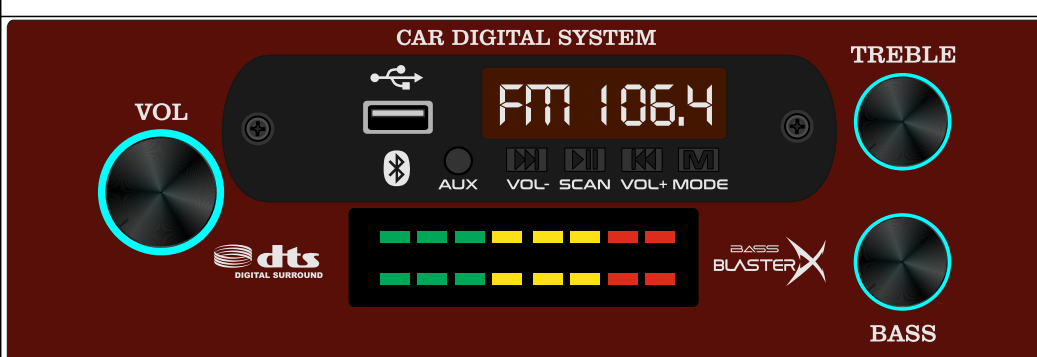 CAR DIGITAL SYSTEM
TREBLE
VOL
FM 106.4
M
AUX VOL- SCAN VOL+ MODE
dts
DIGITAL SURROUND
BASS
BLASTER X
BASS